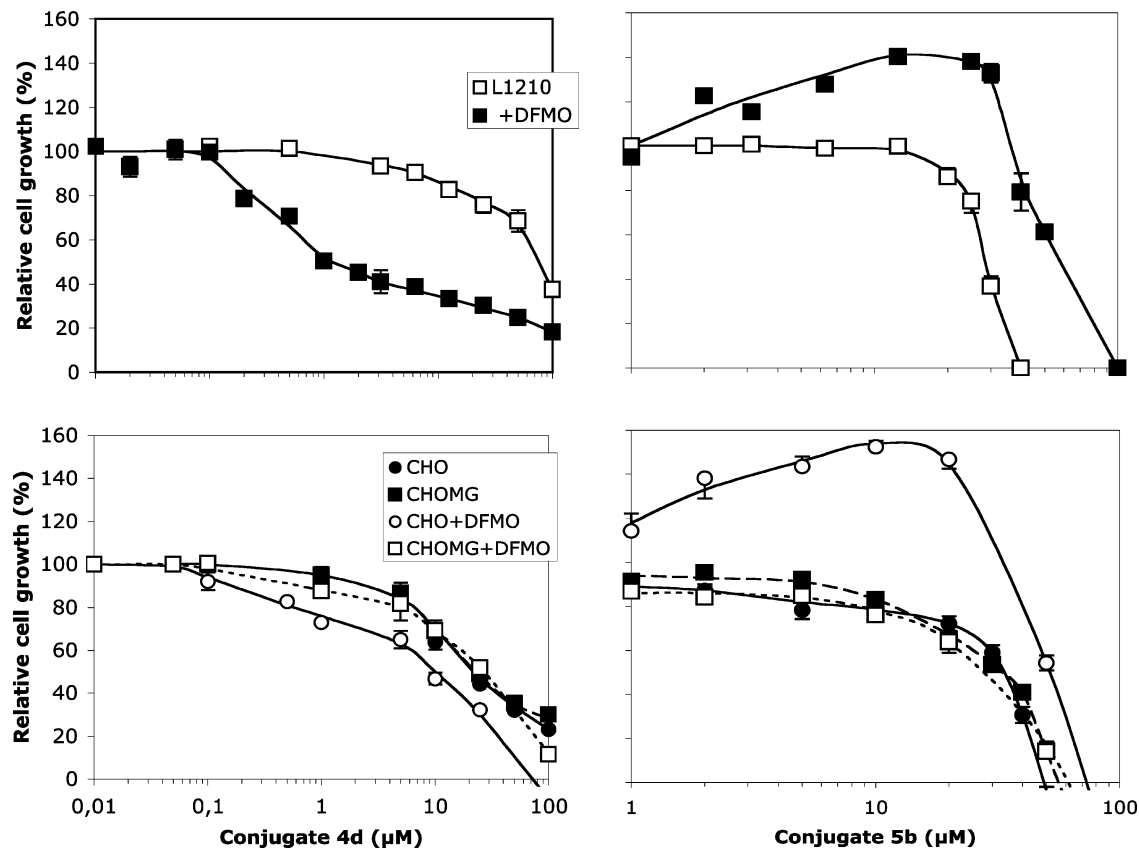 160
140
120
100
80
60
40
20
0
Relative cell growth (%)
L1210
+DFMO
160
140
120
100
80
60
40
20
0
Relative cell growth (%)
CHO
CHOMG
CHO+DFMO
CHOMG+DFMO
0,01 0,1 1 10 100
Conjugate 4d (μM)
1 10 100
Conjugate 5b (μM)